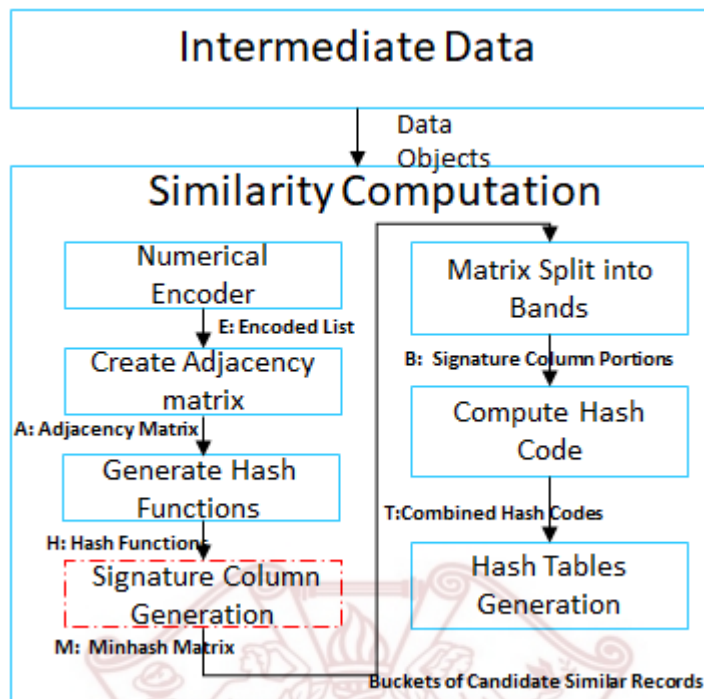 Intermediate Data
Data
Objects
Similarity Computation
Numerical
Encoder
E: Encoded List
Create Adjacency
matrix
A: Adjacency Matrix
Generate Hash
Functions
H: Hash Functions
Signature Column
Generation
M: Minhash Matrix
Matrix Split into
Bands
B: Signature Column Portions
Compute Hash
Code
T:Combined Hash Codes
Hash Tables
Generation
Buckets of Candidate Similar Records